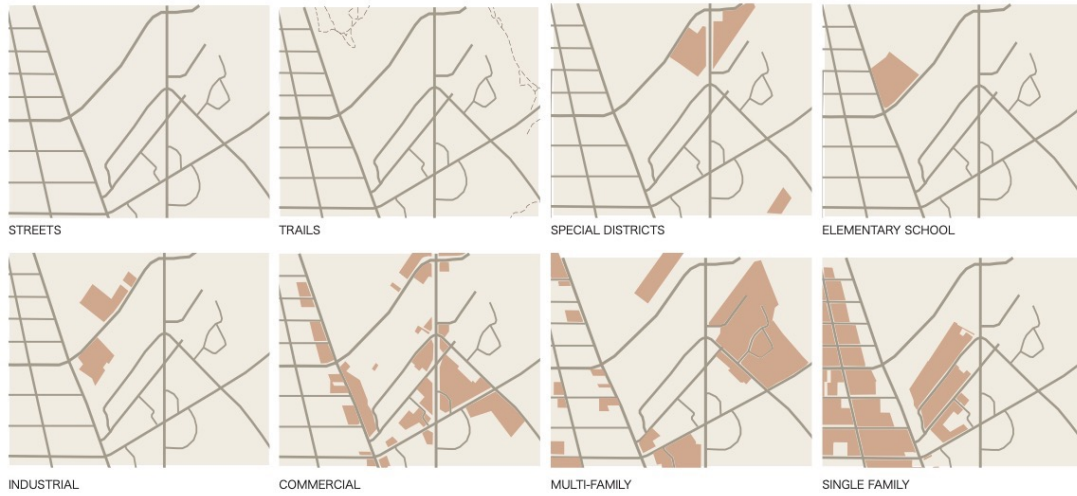 STREETS
TRAILS
SPECIAL DISTRICTS
ELEMENTARY SCHOOL
INDUSTRIAL
COMMERCIAL
MULTI-FAMILY
SINGLE FAMILY